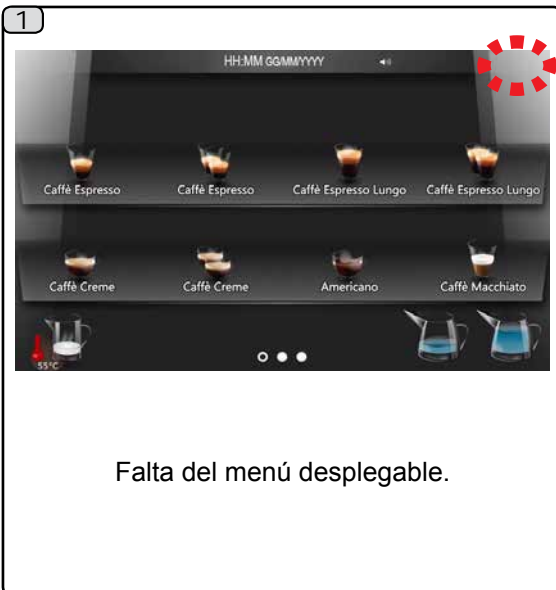 1
HH:MM GG/MM/YYYY
Caffè Espresso Caffè Espresso Caffè Espresso Lungo Caffè Espresso Lungo
Caffè Creme Caffè Creme Americano Caffè Macchiato
55°C
Falta del menú desplegable.